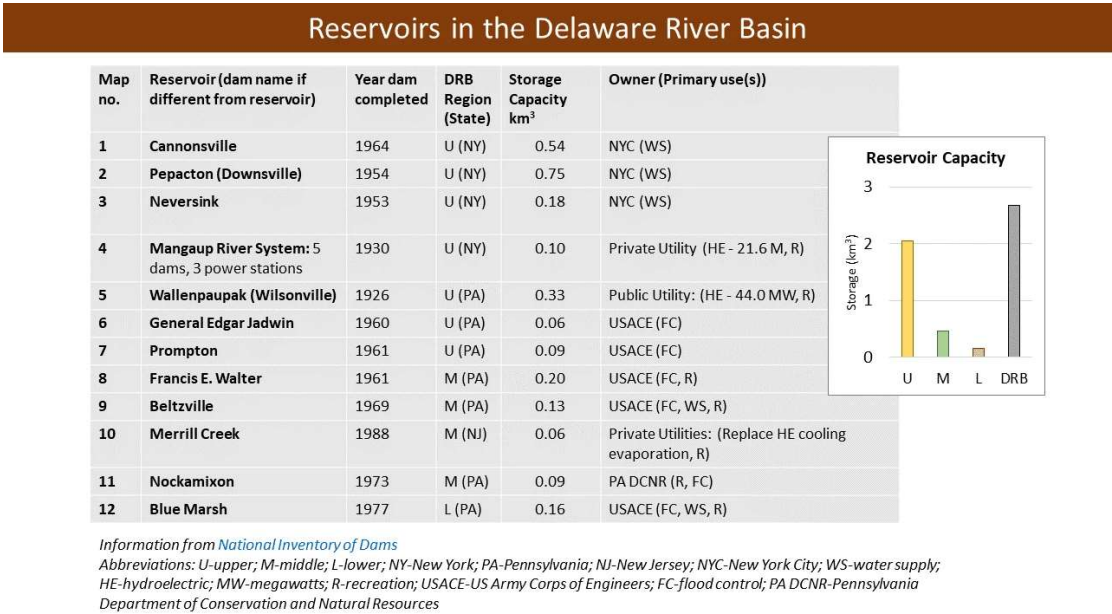 Reservoirs in the Delaware River Basin
Map no. Reservoir (dam name if different from reservoir) Year dam completed DRB Region (State) Storage Capacity km³ Owner (Primary use(s))
1 Cannonsville 1964 U (NY) 0.54 NYC (WS)
2 Pepacton (Downsville) 1954 U (NY) 0.75 NYC (WS)
3 Neversink 1953 U (NY) 0.18 NYC (WS)
4 Mangaup River System: 5 dams, 3 power stations 1930 U (NY) 0.10 Private Utility (HE - 21.6 M, R)
5 Wallenpaupak (Wilsonville) 1926 U (PA) 0.33 Public Utility: (HE - 44.0 MW, R)
6 General Edgar Jadwin 1960 U (PA) 0.06 USACE (FC)
7 Prompton 1961 U (PA) 0.09 USACE (FC)
8 Francis E. Walter 1961 M (PA) 0.20 USACE (FC, R)
9 Beltzville 1969 M (PA) 0.13 USACE (FC, WS, R)
10 Merrill Creek 1988 M (NJ) 0.06 Private Utilities: (Replace HE cooling evaporation, R)
11 Nockamixon 1973 M (PA) 0.09 PA DCNR (R, FC)
12 Blue Marsh 1977 L (PA) 0.16 USACE (FC, WS, R)
Reservoir Capacity
Storage (km³)
3
2
1
0
U M L DRB
Information from National Inventory of Dams
Abbreviations: U-upper; M-middle; L-lower; NY-New York; PA-Pennsylvania; NJ-New Jersey; NYC-New York City; WS-water supply;
HE-hydroelectric; MW-megawatts; R-recreation; USACE-US Army Corps of Engineers; FC-flood control; PA DCNR-Pennsylvania
Department of Conservation and Natural Resources